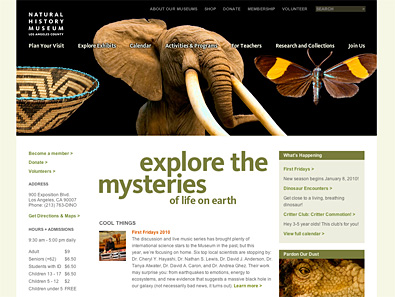 NATURAL
HISTORY
MUSEUM
LOS ANGELES COUNTY
ABOUT OUR MUSEUMS SHOP DONATE MEMBERSHIP VOLUNTEER SEARCH
Plan Your Visit Explore Exhibits Calendar Activities & Programs for Teachers Research and Collections Join Us
Become a member >
Donate >
Volunteers >
ADDRESS
900 Exposition Blvd.
Los Angeles, CA 90007
Phone: (213) 763-DINO
Get Directions & Maps >
HOURS + ADMISSIONS
9:30 am - 5:00 pm daily
Adult $9
Seniors (+62) $6.50
Students with ID $6.50
Children 13 - 17 $6.50
Children 5 - 12 $2
Children under 5 FREE
explore the
mysteries
of life on earth
COOL THINGS
First Fridays 2010
The discussion and live music series has brought plenty of
international science stars to the Museum in the past, but this
year, we're focusing on home. Six top local scientists are stopping by:
Dr. Cheryl Y. Hayashi, Dr. Nathan S. Lewis, Dr. David J. Anderson, Dr.
Tanya Atwater, Dr. David A. Caron, and Dr. Andrea Ghez. Their work
may surprise you: from earthquakes to emotions, energy to
ecosystems, and new evidence that suggests a massive black hole in
our galaxy (not necessarily bad news, it turns out). Learn more >
What's Happening
First Fridays >
New season begins January 8, 2010!
Dinosaur Encounters >
Get close to a living, breathing
dinosaur!
Critter Club: Critter Commotion! >
Hey 3-5 year olds! This club's for you!
View full calendar >
Pardon Our Dust